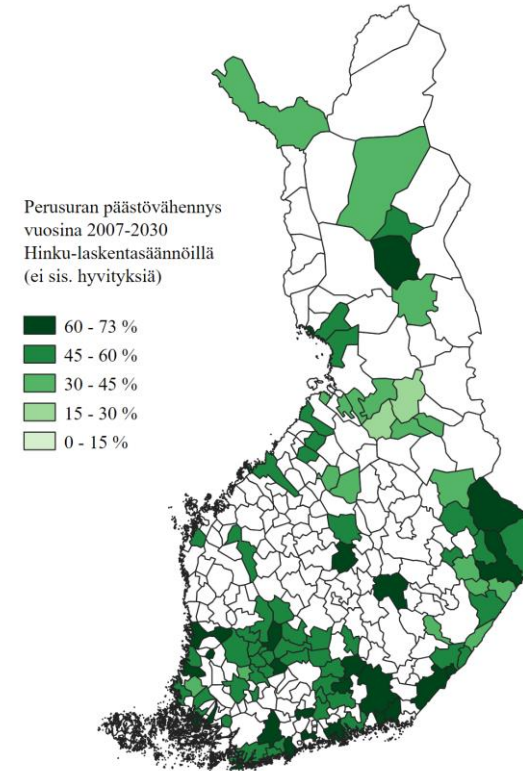 Perusuran päästövähennys
vuosina 2007-2030
Hinku-laskentasäännöillä
(ei sis. hyvityksiä)
60 - 73 %
45 - 60 %
30 - 45 %
15 - 30 %
0 - 15 %